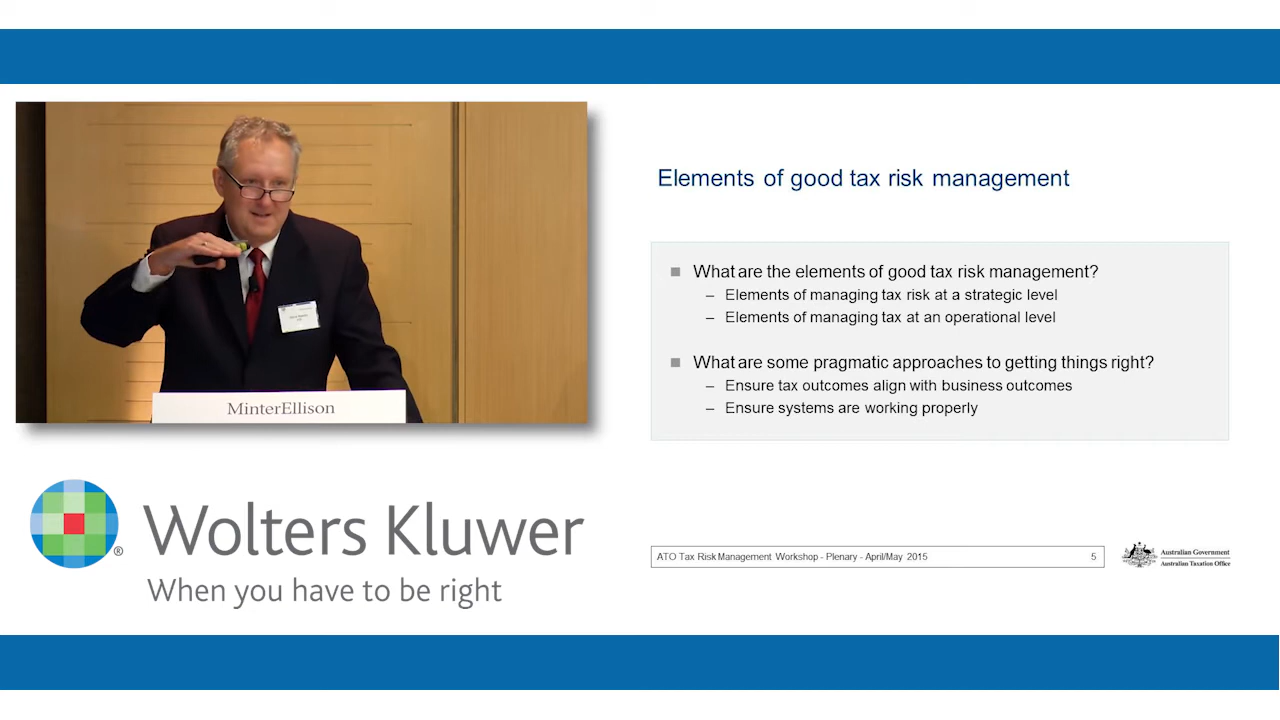 MinterEllison
Wolters Kluwer
®
When you have to be right
Elements of good tax risk management
What are the elements of good tax risk management?
– Elements of managing tax risk at a strategic level
– Elements of managing tax at an operational level
What are some pragmatic approaches to getting things right?
– Ensure tax outcomes align with business outcomes
– Ensure systems are working properly
ATO Tax Risk Management Workshop - Plenary - April/May 2015 5
Australian Government
Australian Taxation Office